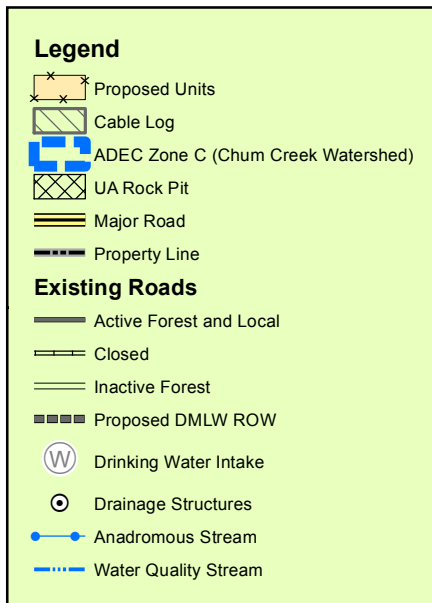 Legend
Proposed Units
Cable Log
ADEC Zone C (Chum Creek Watershed)
UA Rock Pit
Major Road
Property Line
Existing Roads
Active Forest and Local
Closed
Inactive Forest
Proposed DMLW ROW
W Drinking Water Intake
Drainage Structures
Anadromous Stream
Water Quality Stream